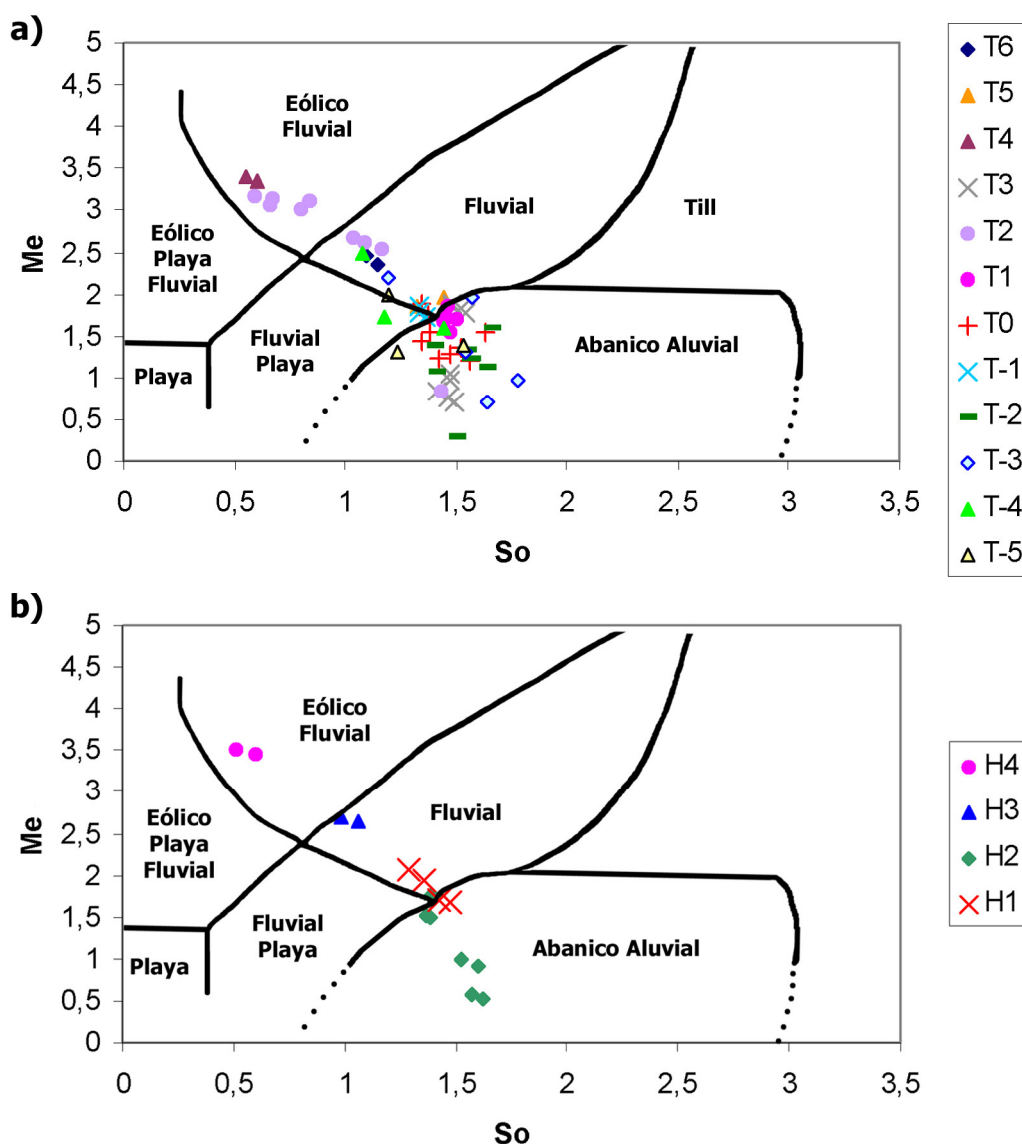 a)
5
4,5
4
3,5
3
2,5
2
1,5
1
0,5
0
Me
0
0,5
1
1,5
2
2,5
3
3,5
So
Eólico
Fluvial
Fluvial
Till
Eólico
Playa
Fluvial
Fluvial
Playa
Playa
Abanico Aluvial
T6
T5
T4
T3
T2
T1
T0
T-1
T-2
T-3
T-4
T-5
b)
5
4,5
4
3,5
3
2,5
2
1,5
1
0,5
0
Me
0
0,5
1
1,5
2
2,5
3
3,5
So
Eólico
Fluvial
Fluvial
Eólico
Playa
Fluvial
Fluvial
Playa
Playa
Abanico Aluvial
H4
H3
H2
H1